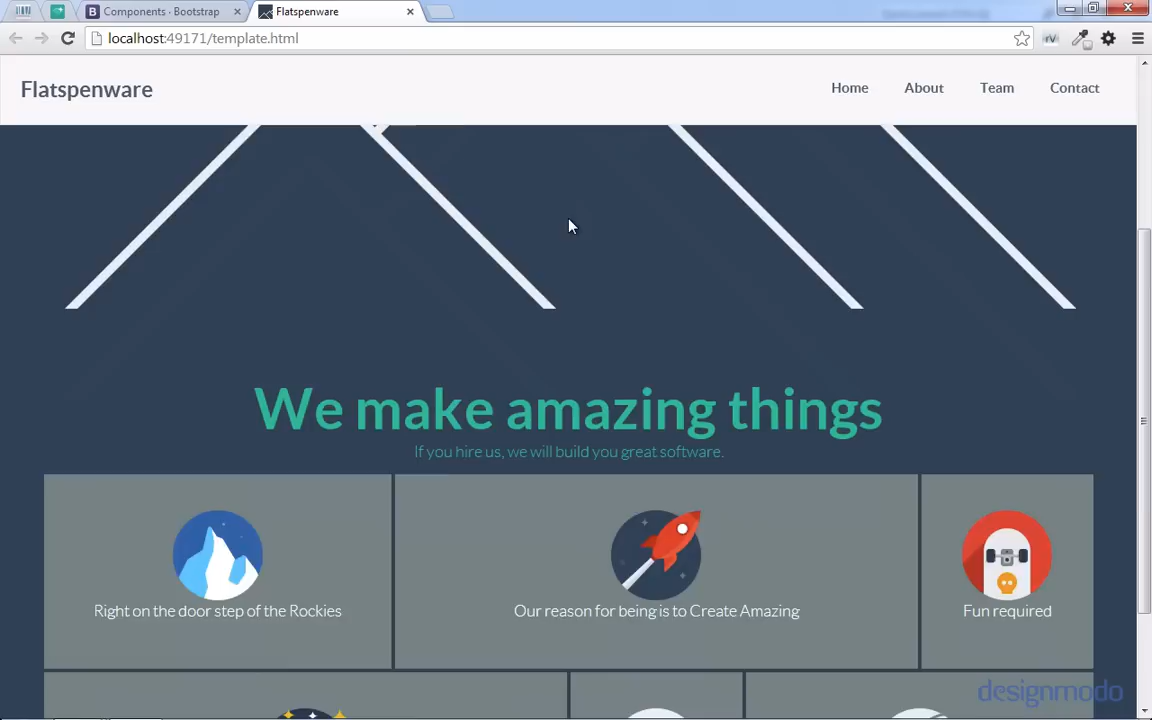 Components · Bootstrap
Flatspenware
localhost:49171/template.html
Flatspenware
Home
About
Team
Contact
We make amazing things
If you hire us, we will build you great software.
Right on the door step of the Rockies
Our reason for being is to Create Amazing
Fun required
designmodo